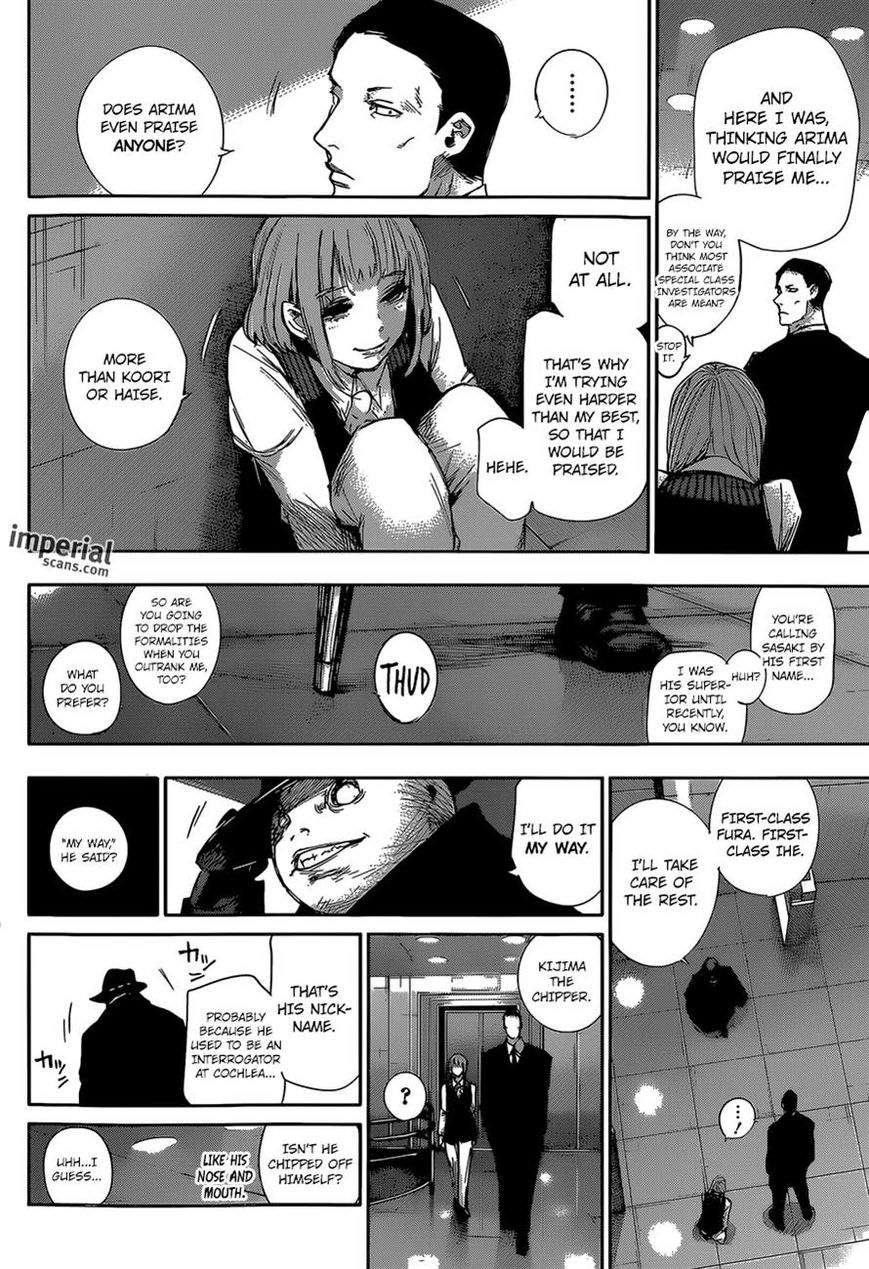 AND
HERE I WAS,
THINKING ARIMA
WOULD FINALLY
PRAISE ME...
BY THE WAY,
DON'T YOU
THINK MOST
ASSOCIATE
SPECIAL CLASS
INVESTIGATORS
ARE MEAN?
STOP
IT.
......
DOES ARIMA
EVEN PRAISE
ANYONE?
NOT
AT ALL.
THAT'S WHY
I'M TRYING
EVEN HARDER
THAN MY BEST,
SO THAT I
WOULD BE
PRAISED.
HEHE.
MORE
THAN KOORI
OR HAISE.
imperial
scans.com
YOU'RE
CALLING
SASAKI BY
HIS FIRST
NAME...
HUH?
I WAS
HIS SUPER-
IOR UNTIL
RECENTLY,
YOU KNOW.
THUD
SO ARE
YOU GOING
TO DROP THE
FORMALITIES
WHEN YOU
OUTRANK ME,
TOO?
WHAT
DO YOU
PREFER?
FIRST-CLASS
FURA. FIRST-
CLASS IHE.
I'LL TAKE
CARE OF
THE REST.
...!
I'LL DO IT
MY WAY.
"MY WAY,"
HE SAID?
KIJIMA
THE
CHIPPER.
?
THAT'S
HIS NICK-
NAME.
PROBABLY
BECAUSE HE
USED TO BE AN
INTERROGATOR
AT COCHLEA...
カツ
カツ
ISN'T HE
CHIPPED OFF
HIMSELF?
LIKE HIS
NOSE AND
MOUTH.
UHH...I
GUESS...